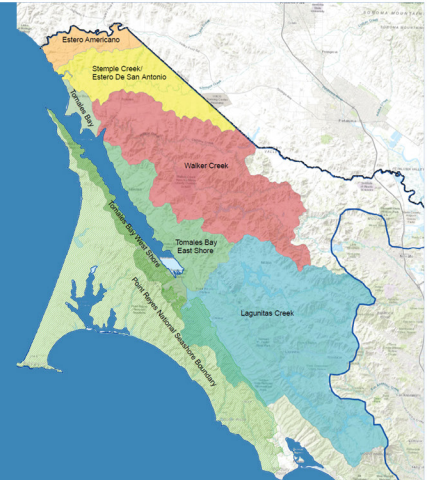 Estero Americano
Stemple Creek/
Estero De San Antonio
Tomales Bay
Walker Creek
Tomales Bay West Shore
Tomales Bay
East Shore
Point Reyes National Seashore Boundary
Lagunitas Creek